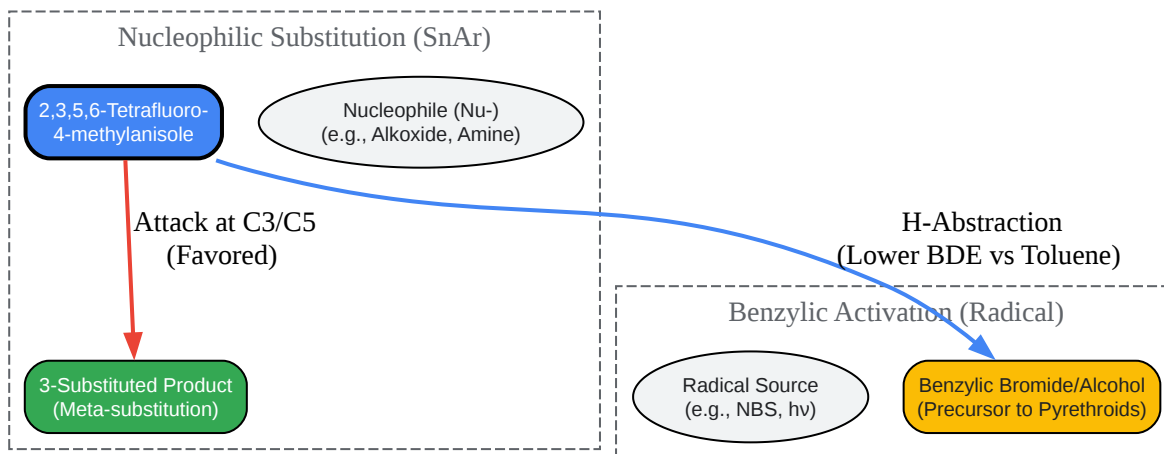 Nucleophilic Substitution (SnAr)
2,3,5,6-Tetrafluoro-
4-methylanisole
Nucleophile (Nu-)
(e.g., Alkoxide, Amine)
Attack at C3/C5
(Favored)
H-Abstraction
(Lower BDE vs Toluene)
Benzylic Activation (Radical)
3-Substituted Product
(Meta-substitution)
Radical Source
(e.g., NBS, hν)
Benzylic Bromide/Alcohol
(Precursor to Pyrethroids)